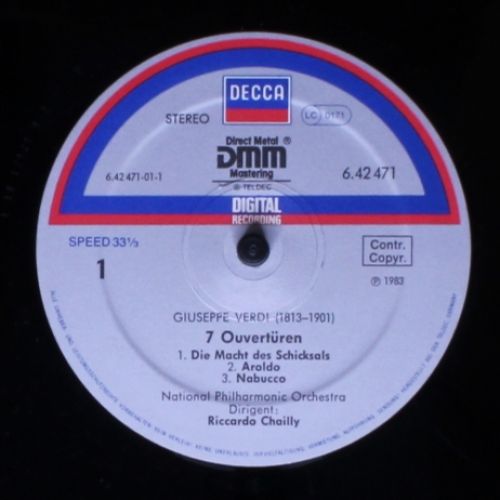 DECCA
STEREO
LC 0171
Direct Metal ®
DMM
Mastering
© TELDEC
6.42 471-01-1
6.42 471
DIGITAL
RECORDING
SPEED 33⅓
1
Contr.
Copyr.
℗ 1983
GIUSEPPE VERDI (1813–1901)
7 Ouvertüren
1. Die Macht des Schicksals
2. Aroldo
3. Nabucco
National Philharmonic Orchestra
Dirigent:
Riccardo Chailly